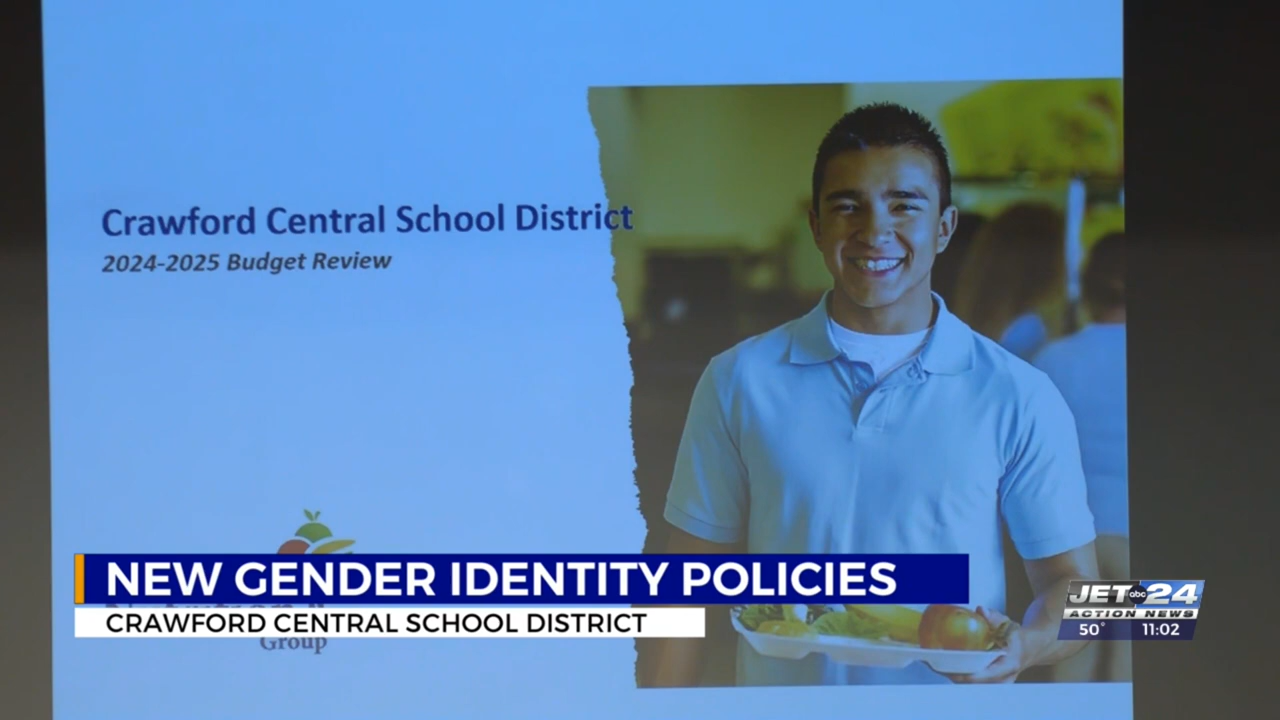 Crawford Central School District
2024-2025 Budget Review
NEW GENDER IDENTITY POLICIES
CRAWFORD CENTRAL SCHOOL DISTRICT
Group
JET abc 24
ACTION NEWS
50° 11:02